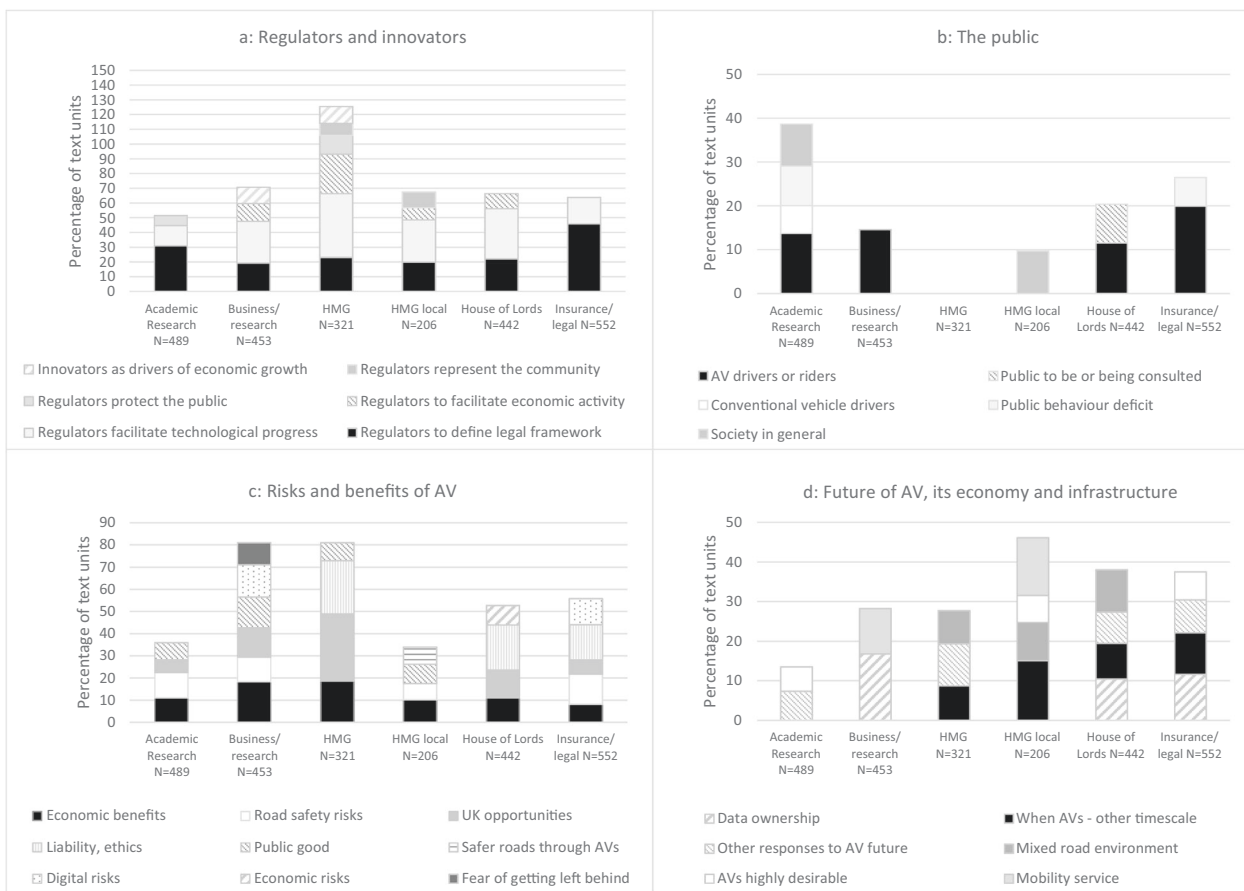 a: Regulators and innovators
Percentage of text units
150
140
130
120
110
100
90
80
70
60
50
40
30
20
10
0
Academic Research N=489
Business/ research N=453
HMG N=321
HMG local N=206
House of Lords N=442
Insurance/ legal N=552
Innovators as drivers of economic growth
Regulators represent the community
Regulators protect the public
Regulators to facilitate economic activity
Regulators facilitate technological progress
Regulators to define legal framework
b: The public
Percentage of text units
50
40
30
20
10
0
Academic Research N=489
Business/ research N=453
HMG N=321
HMG local N=206
House of Lords N=442
Insurance/ legal N=552
AV drivers or riders
Public to be or being consulted
Conventional vehicle drivers
Public behaviour deficit
Society in general
c: Risks and benefits of AV
Percentage of text units
90
80
70
60
50
40
30
20
10
0
Academic Research N=489
Business/ research N=453
HMG N=321
HMG local N=206
House of Lords N=442
Insurance/ legal N=552
Economic benefits
Road safety risks
UK opportunities
Liability, ethics
Public good
Safer roads through AVs
Digital risks
Economic risks
Fear of getting left behind
d: Future of AV, its economy and infrastructure
Percentage of text units
50
40
30
20
10
0
Academic Research N=489
Business/ research N=453
HMG N=321
HMG local N=206
House of Lords N=442
Insurance/ legal N=552
Data ownership
When AVs - other timescale
Other responses to AV future
Mixed road environment
AVs highly desirable
Mobility service